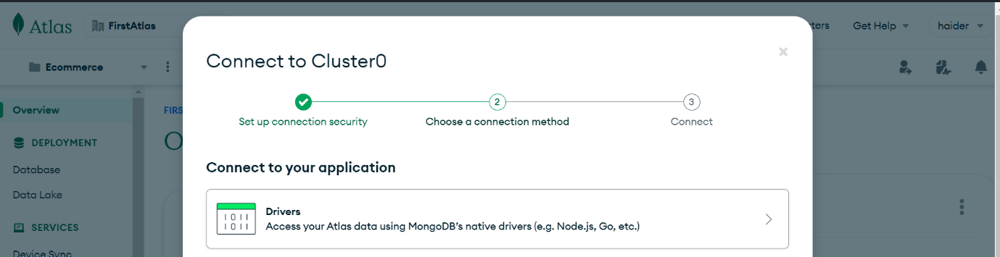 Atlas
FirstAtlas
Get Help
haider
Ecommerce
Overview
DEPLOYMENT
Database
Data Lake
SERVICES
Device Sync
Connect to Cluster0
2
3
Set up connection security
Choose a connection method
Connect
Connect to your application
1011
1011
Drivers
Access your Atlas data using MongoDB's native drivers (e.g. Node.js, Go, etc.)